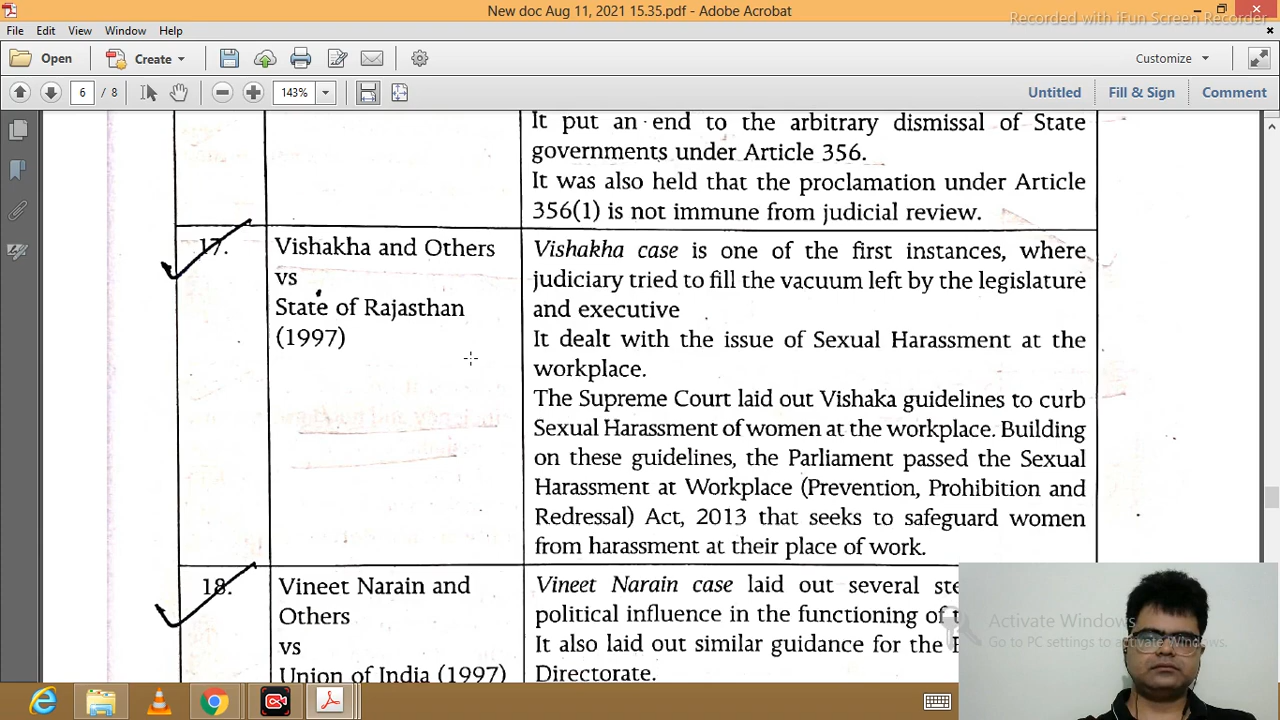 New doc Aug 11, 2021 15.35.pdf - Adobe Acrobat
Recorded with iFun Screen Recorder
File Edit View Window Help
Open Create Customize
6 / 8 143% Untitled Fill & Sign Comment
It put an end to the arbitrary dismissal of State
governments under Article 356.
It was also held that the proclamation under Article
356(1) is not immune from judicial review.
17.
Vishakha and Others
vs
State of Rajasthan
(1997)
Vishakha case is one of the first instances, where
judiciary tried to fill the vacuum left by the legislature
and executive
It dealt with the issue of Sexual Harassment at the
workplace.
The Supreme Court laid out Vishaka guidelines to curb
Sexual Harassment of women at the workplace. Building
on these guidelines, the Parliament passed the Sexual
Harassment at Workplace (Prevention, Prohibition and
Redressal) Act, 2013 that seeks to safeguard women
from harassment at their place of work.
18.
Vineet Narain and
Others
vs
Union of India (1997)
Vineet Narain case laid out several
political influence in the functioning of
It also laid out similar guidance for the
Directorate.
Activate Windows
Go to PC settings to activate Windows.